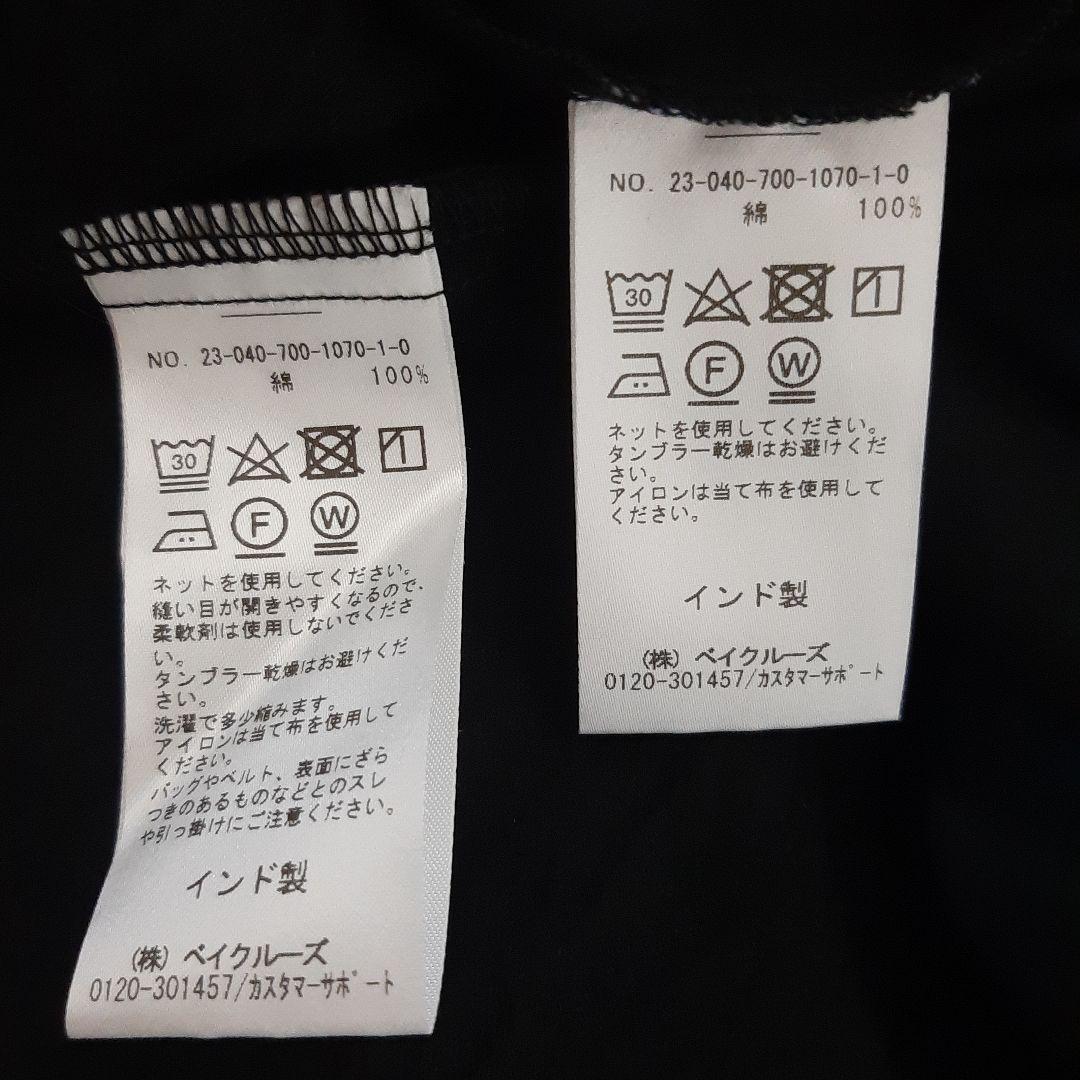 NO. 23-040-700-1070-1-0
綿 100%
30
F W
ネットを使用してください。
縫い目が開きやすくなるので、
柔軟剤は使用しないでくださ
い。
タンブラー乾燥はお避けくだ
さい。
洗濯で多少縮みます。
アイロンは当て布を使用して
ください。
バッグやベルト、表面にざら
つきのあるものなどとのスレ
や引っ掛けにご注意ください。
インド製
(株) ベイクルーズ
0120-301457/カスタマーサポート
NO. 23-040-700-1070-1-0
綿 100%
30
F W
ネットを使用してください。
タンブラー乾燥はお避けくだ
さい。
アイロンは当て布を使用して
ください。
インド製
(株) ベイクルーズ
0120-301457/カスタマーサポート